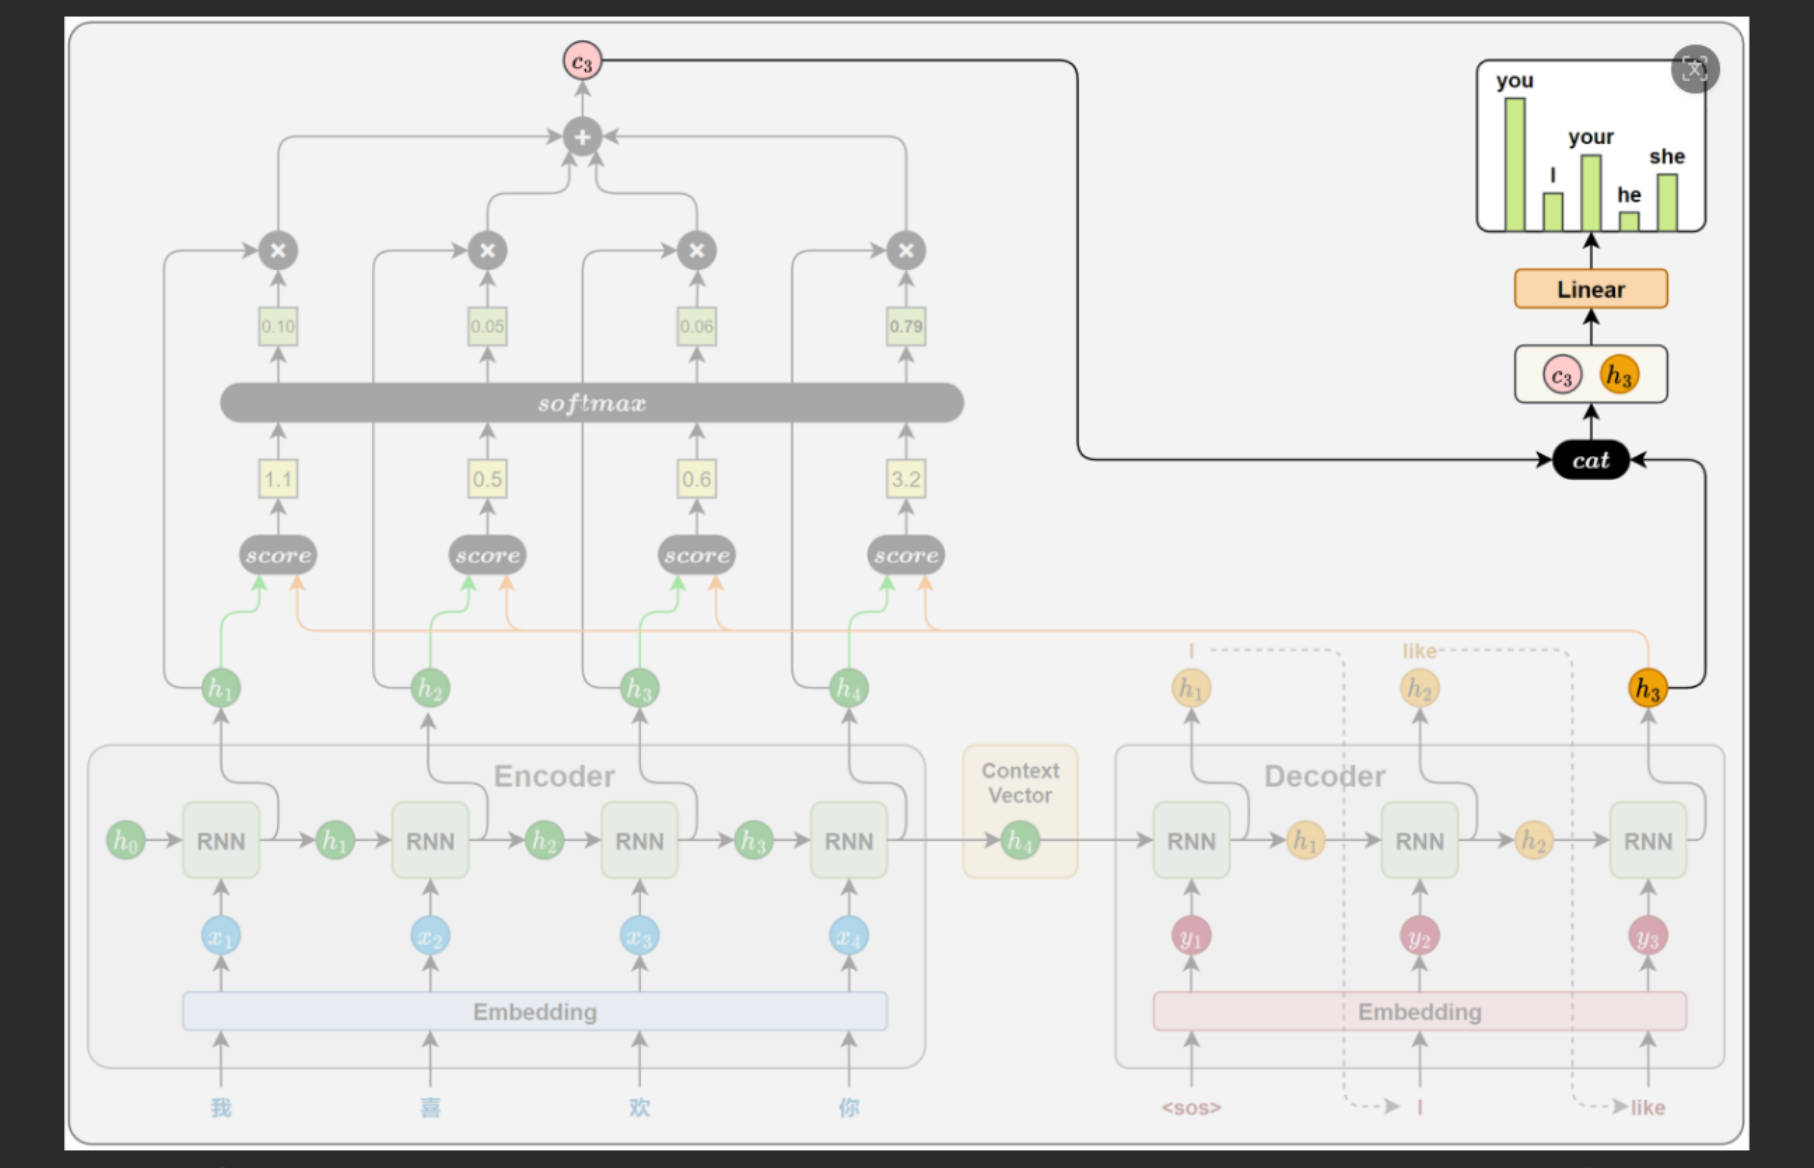 c₃
you
I
your
he
she
+
×
×
×
×
Linear
0.10
0.05
0.06
0.79
c₃ h₃
softmax
cat
1.1
0.5
0.6
3.2
score
score
score
score
I
like
h₁
h₂
h₃
h₄
h₁
h₂
h₃
Encoder
Context
Vector
Decoder
h₀
RNN
h₁
RNN
h₂
RNN
h₃
RNN
h₄
RNN
h₁
RNN
h₂
RNN
x₁
x₂
x₃
x₄
y₁
y₂
y₃
Embedding
Embedding
我
喜
欢
你
<sos>
I
like